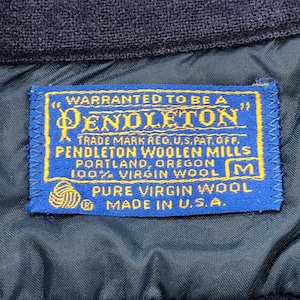 WARRANTED TO BE A
"PENDLETON"
TRADE MARK REG. U.S. PAT. OFF.
PENDLETON WOOLEN MILLS
PORTLAND, OREGON
100% VIRGIN WOOL M
PURE VIRGIN WOOL
® MADE IN U.S.A.